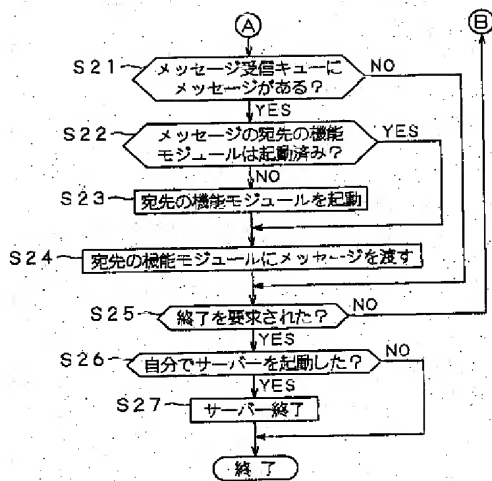 A
B
S21
メッセージ受信キューに
メッセージがある?
NO
YES
S22
メッセージの宛先の機能
モジュールは起動済み?
YES
NO
S23
宛先の機能モジュールを起動
S24
宛先の機能モジュールにメッセージを渡す
S25
終了を要求された?
NO
YES
S26
自分でサーバーを起動した?
NO
YES
S27
サーバー終了
終了